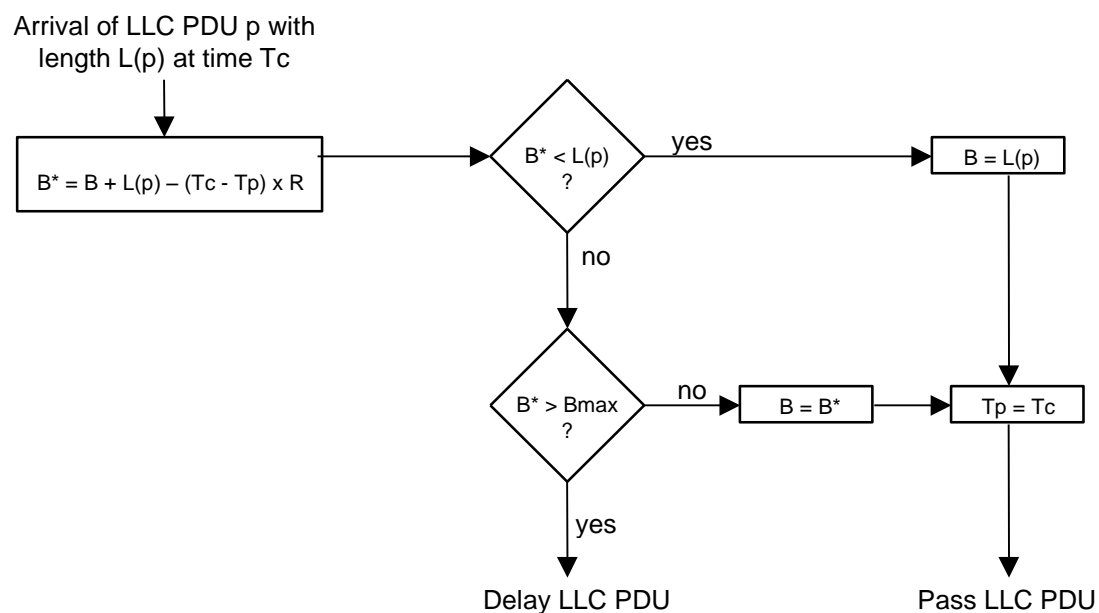 Arrival of LLC PDU p with
length L(p) at time Tc
B* = B + L(p) – (Tc - Tp) x R
B* < L(p)
?
yes
B = L(p)
no
B* > Bmax
?
no
B = B*
Tp = Tc
yes
Delay LLC PDU
Pass LLC PDU